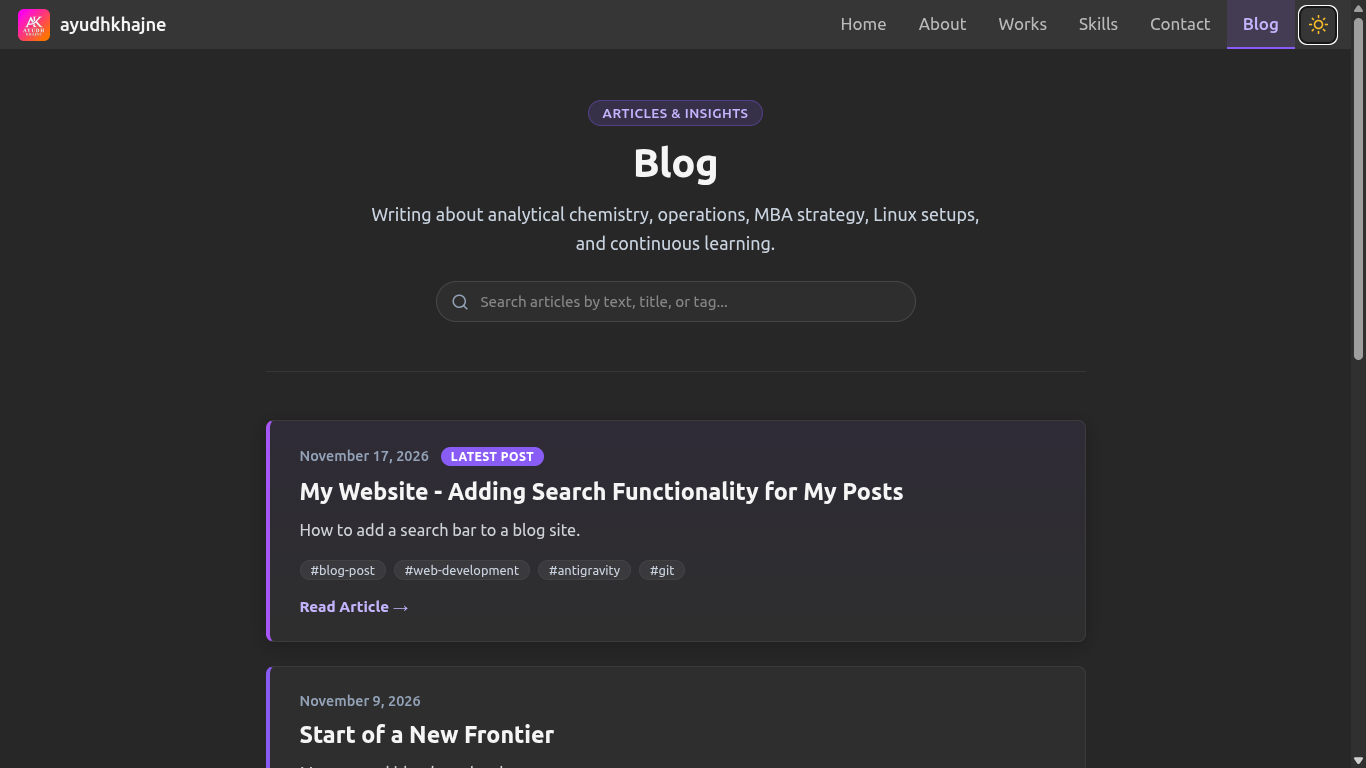 AK
AYUDH
ayudhkhajne
Home
About
Works
Skills
Contact
Blog
ARTICLES & INSIGHTS
Blog
Writing about analytical chemistry, operations, MBA strategy, Linux setups,
and continuous learning.
Search articles by text, title, or tag...
November 17, 2026
LATEST POST
My Website - Adding Search Functionality for My Posts
How to add a search bar to a blog site.
#blog-post
#web-development
#antigravity
#git
Read Article →
November 9, 2026
Start of a New Frontier